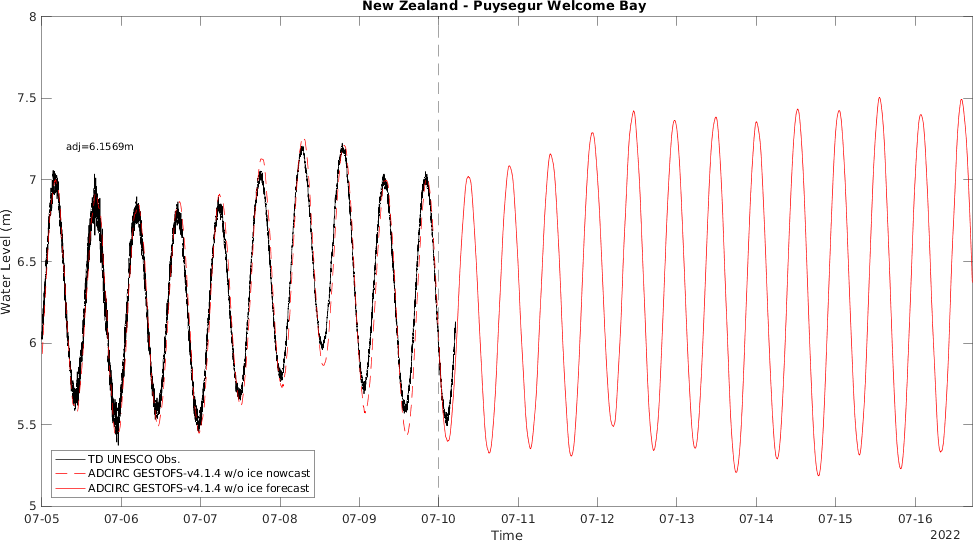 New Zealand - Puysegur Welcome Bay
8
7.5
adj=6.1569m
7
6.5
6
5.5
5
Water Level (m)
TD UNESCO Obs.
ADCIRC GESTOFS-v4.1.4 w/o ice nowcast
ADCIRC GESTOFS-v4.1.4 w/o ice forecast
07-05 07-06 07-07 07-08 07-09 07-10 07-11 07-12 07-13 07-14 07-15 07-16
Time
2022